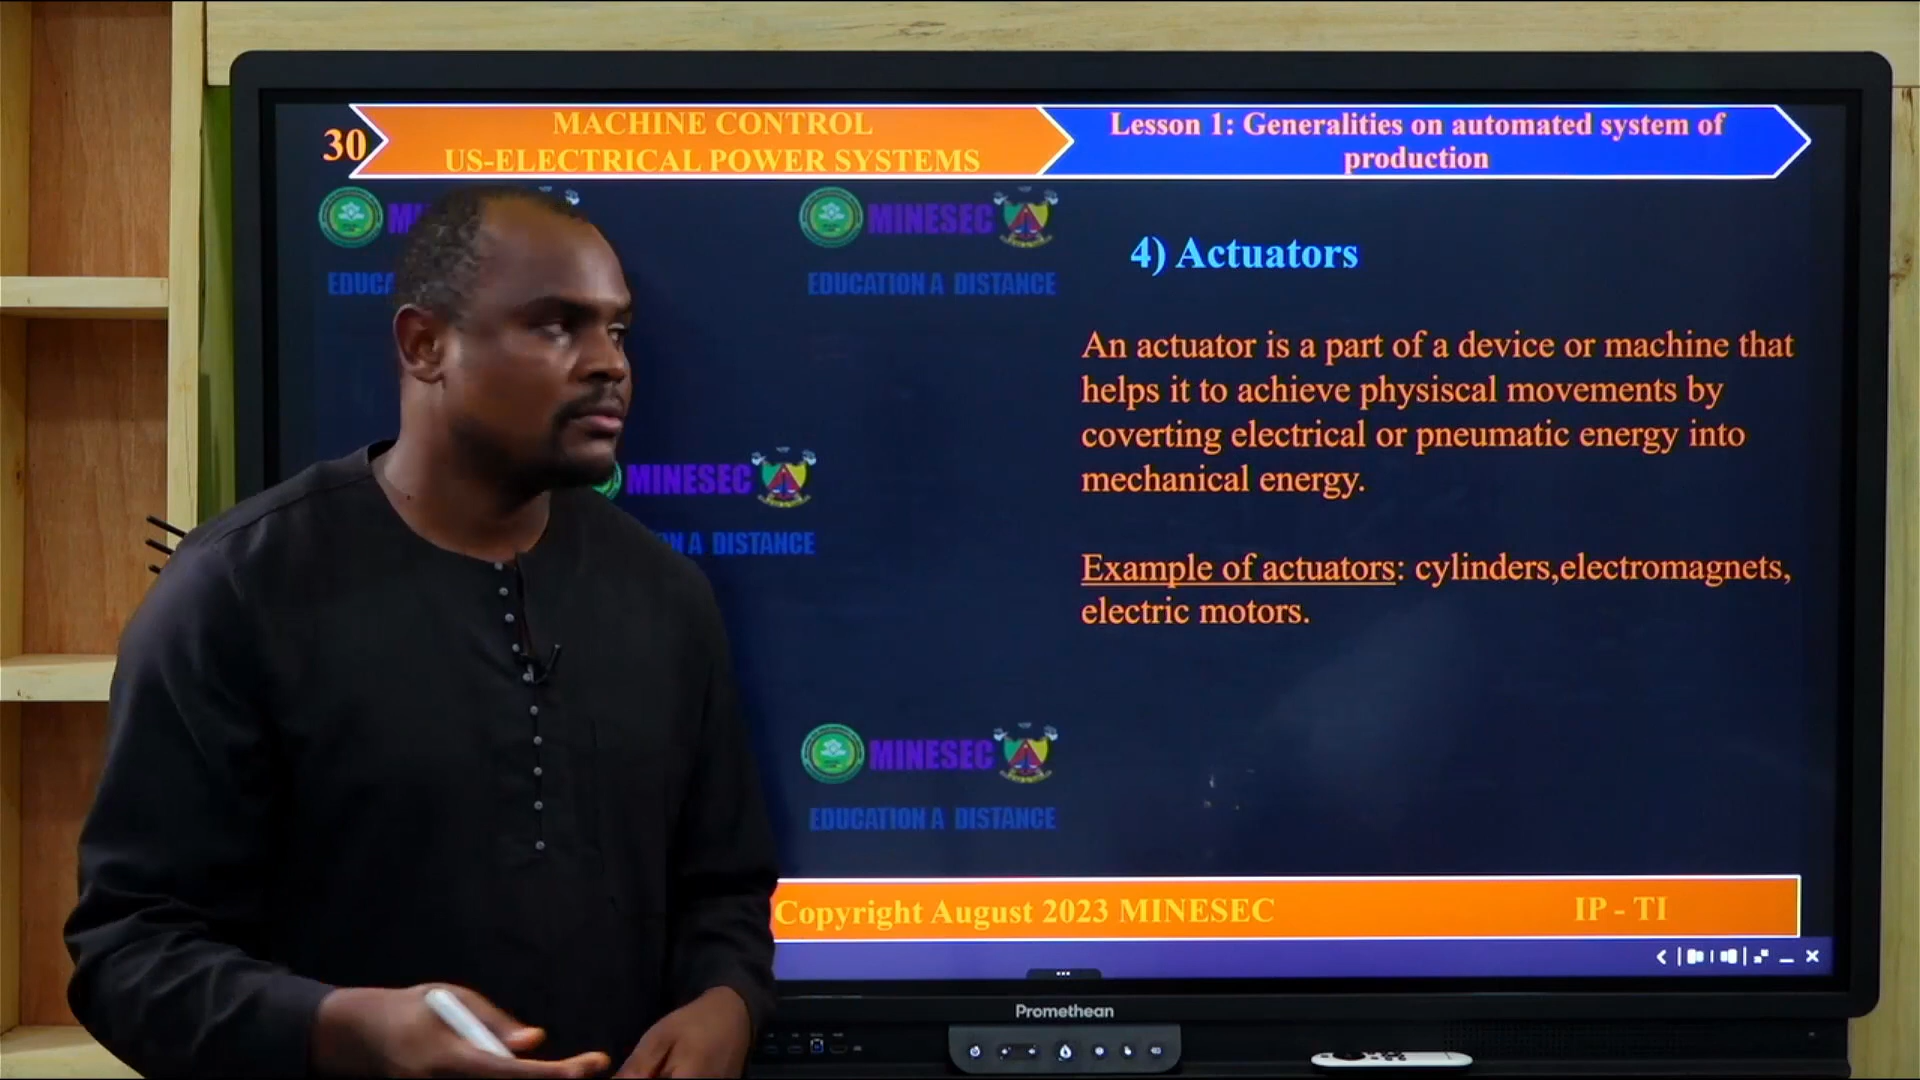 30
MACHINE CONTROL
US-ELECTRICAL POWER SYSTEMS
Lesson 1: Generalities on automated system of
production
MINESEC
EDUCATION A DISTANCE
4) Actuators
An actuator is a part of a device or machine that
helps it to achieve physiscal movements by
coverting electrical or pneumatic energy into
mechanical energy.
MINESEC
A DISTANCE
Example of actuators: cylinders,electromagnets,
electric motors.
MINESEC
EDUCATION A DISTANCE
Copyright August 2023 MINESEC
IP - TI
Promethean